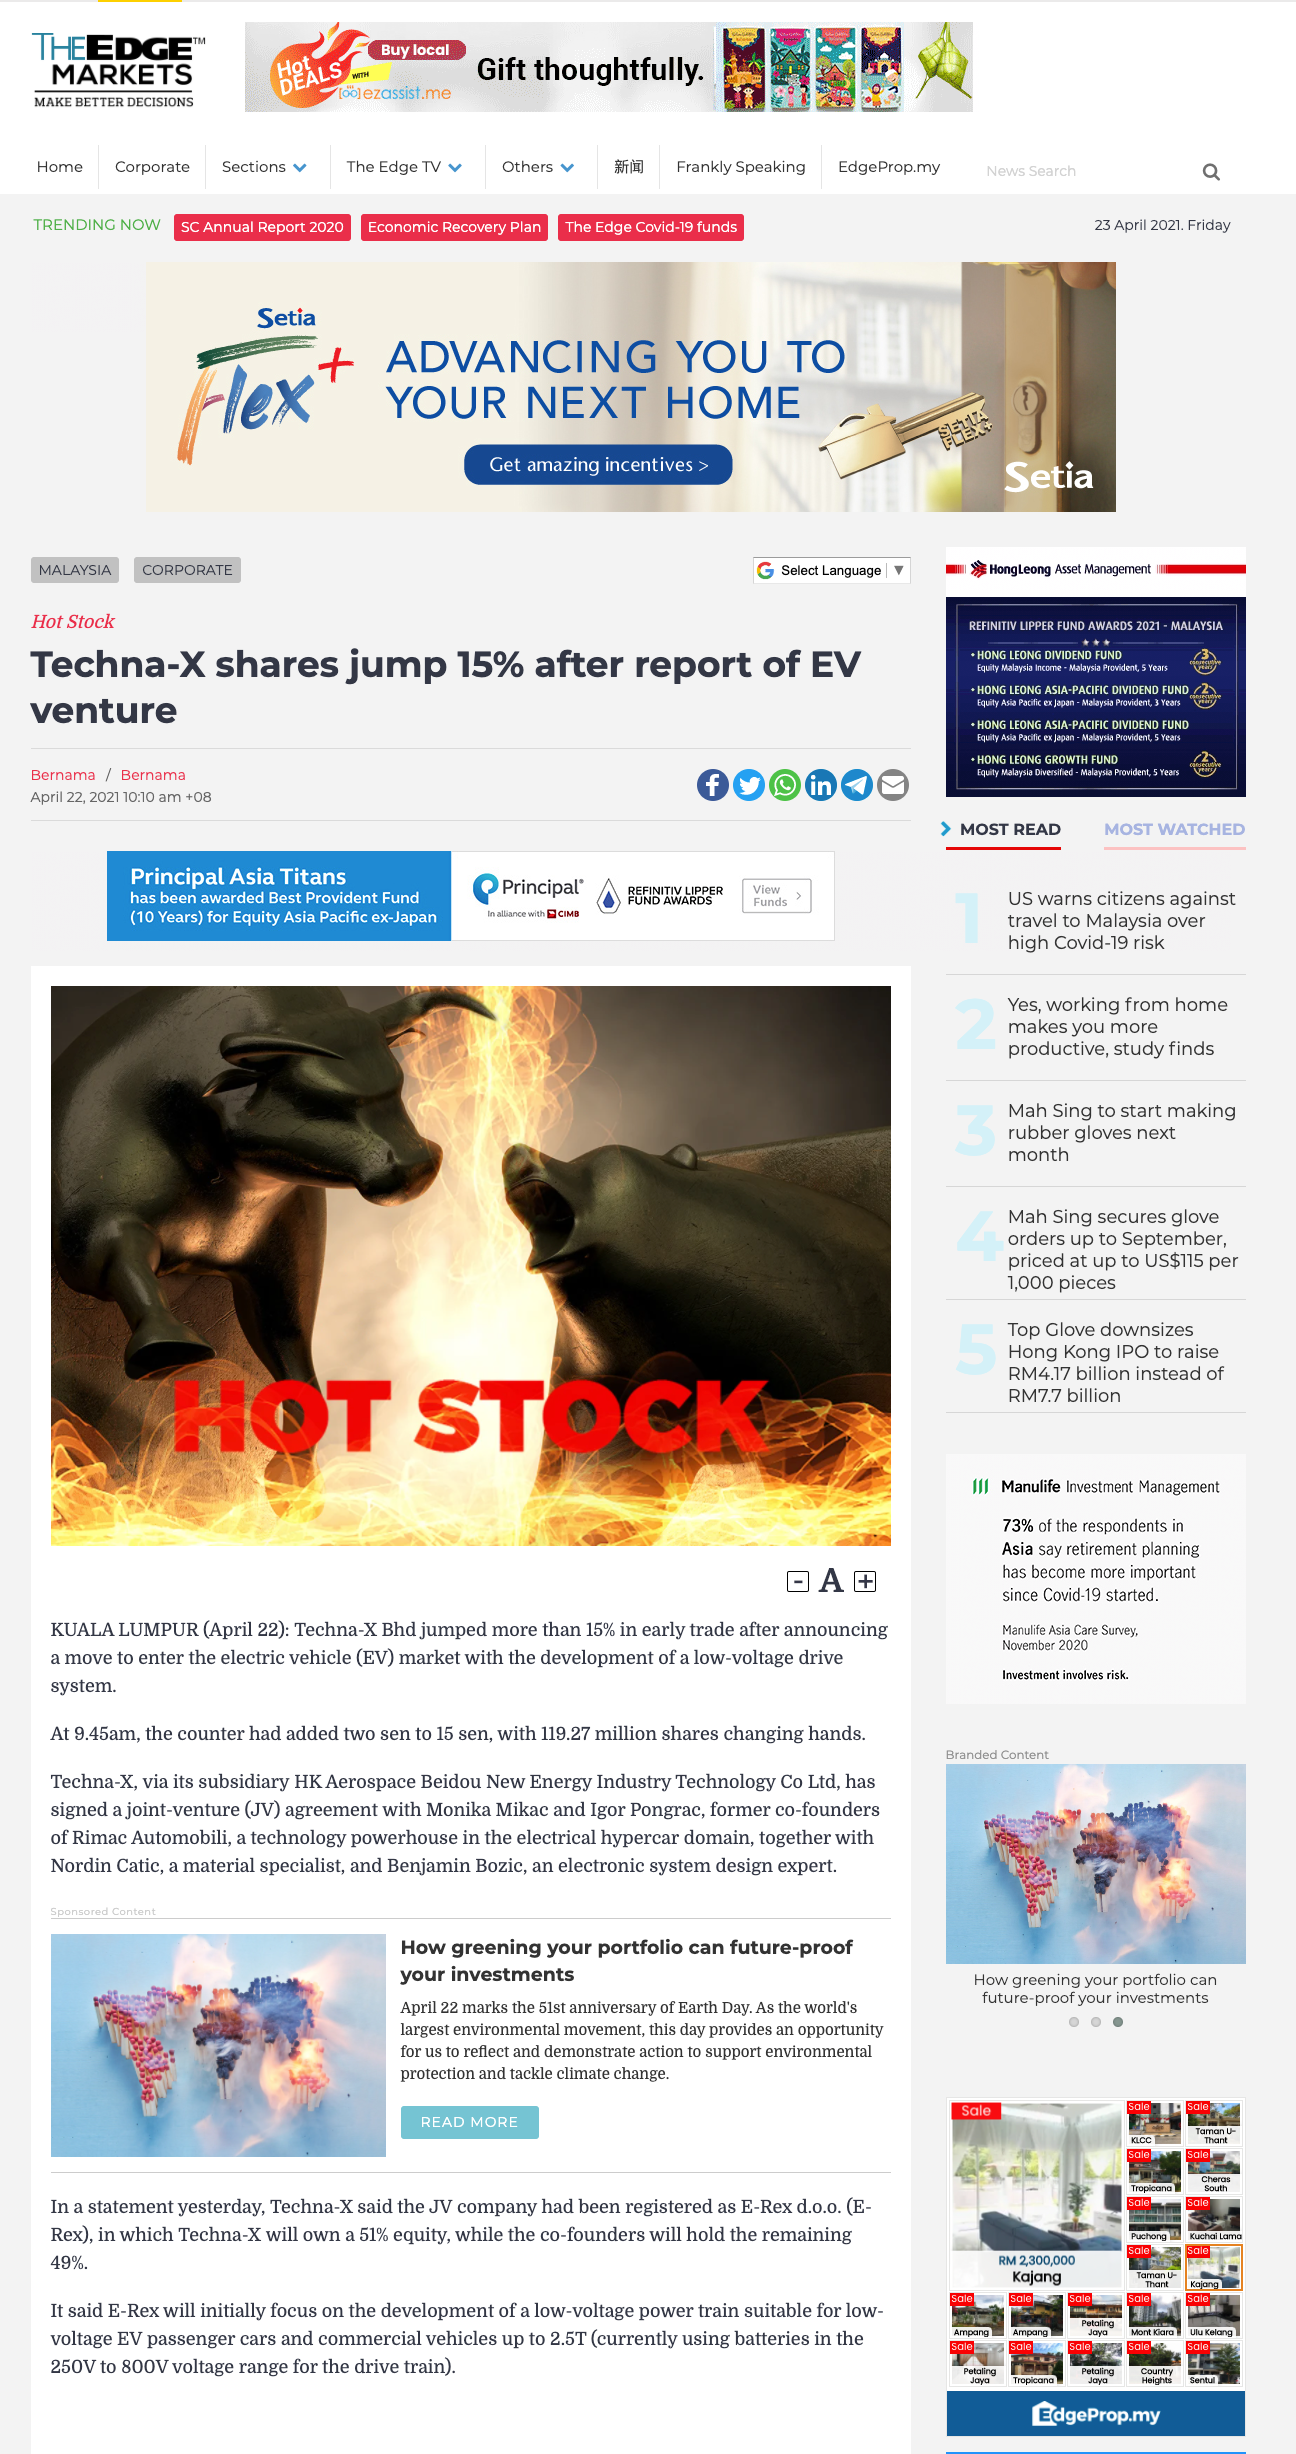 THE EDGE TM
MARKETS
MAKE BETTER DECISIONS
Hot DEALS WITH
Buy local
ezassist.me
Gift thoughtfully.
Home
Corporate
Sections
The Edge TV
Others
新闻
Frankly Speaking
EdgeProp.my
News Search
TRENDING NOW
SC Annual Report 2020
Economic Recovery Plan
The Edge Covid-19 funds
23 April 2021. Friday
Setia
Flex+
ADVANCING YOU TO
YOUR NEXT HOME
Get amazing incentives >
SETIA
FLEX+
Setia
MALAYSIA
CORPORATE
Select Language ▼
Hot Stock
Techna-X shares jump 15% after report of EV
venture
Bernama / Bernama
April 22, 2021 10:10 am +08
Principal Asia Titans
has been awarded Best Provident Fund
(10 Years) for Equity Asia Pacific ex-Japan
Principal®
In alliance with CIMB
REFINITIV LIPPER
FUND AWARDS
View
Funds >
HOT STOCK
- A +
KUALA LUMPUR (April 22): Techna-X Bhd jumped more than 15% in early trade after announcing
a move to enter the electric vehicle (EV) market with the development of a low-voltage drive
system.
At 9.45am, the counter had added two sen to 15 sen, with 119.27 million shares changing hands.
Techna-X, via its subsidiary HK Aerospace Beidou New Energy Industry Technology Co Ltd, has
signed a joint-venture (JV) agreement with Monika Mikac and Igor Pongrac, former co-founders
of Rimac Automobili, a technology powerhouse in the electrical hypercar domain, together with
Nordin Catic, a material specialist, and Benjamin Bozic, an electronic system design expert.
Sponsored Content
How greening your portfolio can future-proof
your investments
April 22 marks the 51st anniversary of Earth Day. As the world's
largest environmental movement, this day provides an opportunity
for us to reflect and demonstrate action to support environmental
protection and tackle climate change.
READ MORE
In a statement yesterday, Techna-X said the JV company had been registered as E-Rex d.o.o. (E-
Rex), in which Techna-X will own a 51% equity, while the co-founders will hold the remaining
49%.
It said E-Rex will initially focus on the development of a low-voltage power train suitable for low-
voltage EV passenger cars and commercial vehicles up to 2.5T (currently using batteries in the
250V to 800V voltage range for the drive train).
HongLeong Asset Management
REFINITIV LIPPER FUND AWARDS 2021 - MALAYSIA
• HONG LEONG DIVIDEND FUND
Equity Malaysia Income - Malaysia Provident, 5 Years
3 consecutive years
• HONG LEONG ASIA-PACIFIC DIVIDEND FUND
Equity Asia Pacific ex Japan - Malaysia Provident, 3 Years
2 consecutive years
• HONG LEONG ASIA-PACIFIC DIVIDEND FUND
Equity Asia Pacific ex Japan - Malaysia Provident, 5 Years
• HONG LEONG GROWTH FUND
Equity Malaysia Diversified - Malaysia Provident, 5 Years
2 consecutive years
MOST READ
MOST WATCHED
1
US warns citizens against
travel to Malaysia over
high Covid-19 risk
2
Yes, working from home
makes you more
productive, study finds
3
Mah Sing to start making
rubber gloves next
month
4
Mah Sing secures glove
orders up to September,
priced at up to US$115 per
1,000 pieces
5
Top Glove downsizes
Hong Kong IPO to raise
RM4.17 billion instead of
RM7.7 billion
Manulife Investment Management
73% of the respondents in
Asia say retirement planning
has become more important
since Covid-19 started.
Manulife Asia Care Survey,
November 2020
Investment involves risk.
Branded Content
How greening your portfolio can
future-proof your investments
Sale
RM 2,300,000
Kajang
Sale
KLCC
Sale
Taman U-
Thant
Sale
Tropicana
Sale
Cheras
South
Sale
Puchong
Sale
Kuchai Lama
Sale
Taman U-
Thant
Sale
Kajang
Sale
Ampang
Sale
Ampang
Sale
Petaling
Jaya
Sale
Mont Kiara
Sale
Ulu Kelang
Sale
Petaling
Jaya
Sale
Tropicana
Sale
Petaling
Jaya
Sale
Country
Heights
Sale
Sentul
EdgeProp.my